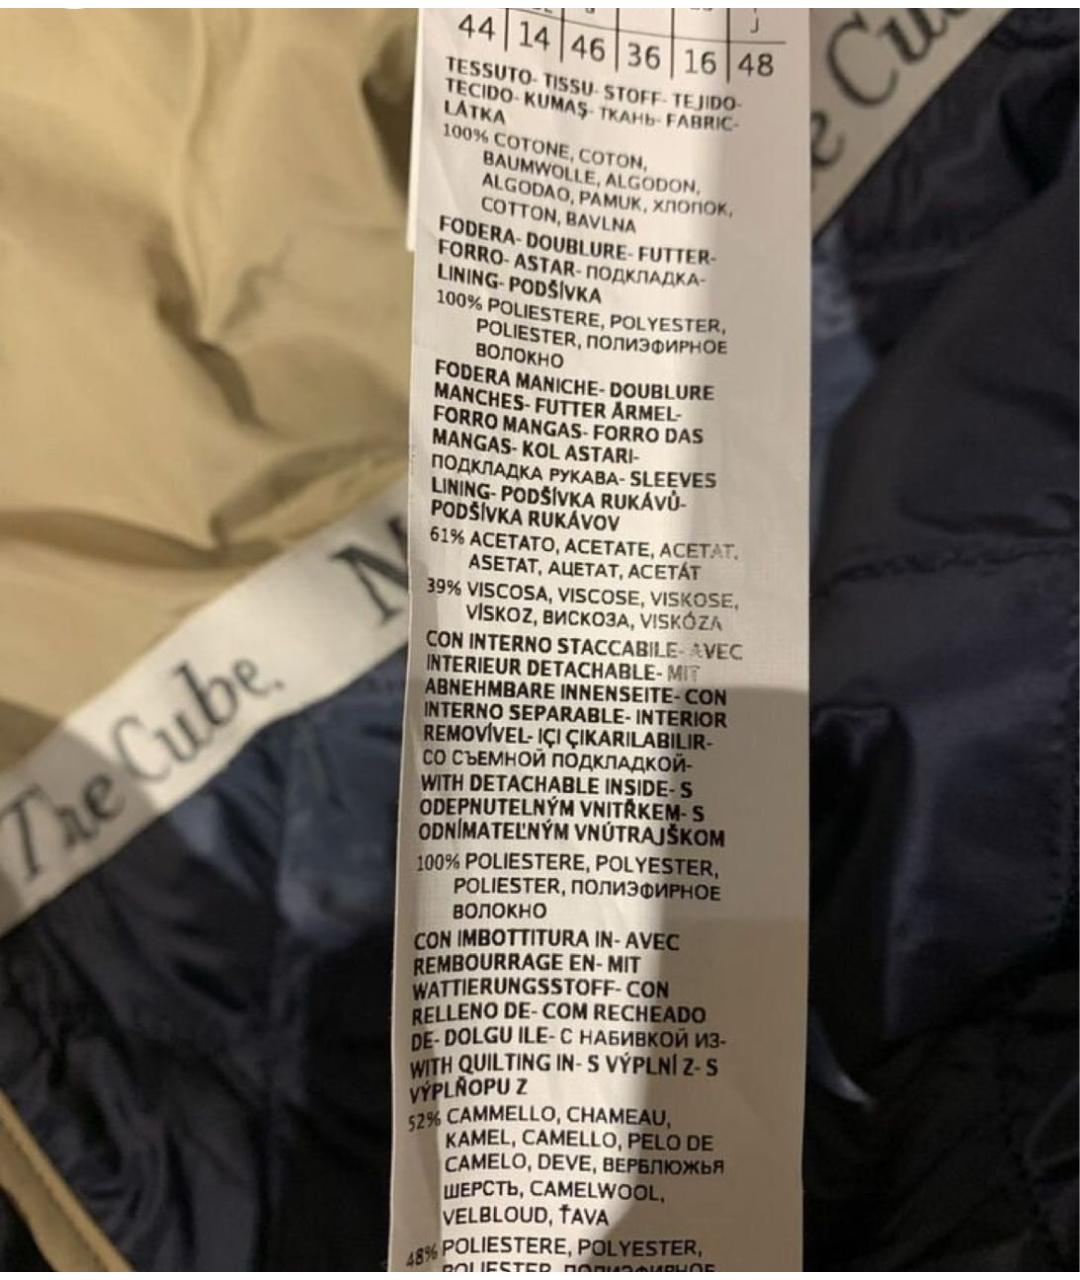 44 14 46 36 16 48
TESSUTO- TISSU- STOFF- TEJIDO-
TECIDO- KUMAŞ- ТКАНЬ- FABRIC-
LÁTKA
100% COTONE, COTON,
BAUMWOLLE, ALGODON,
ALGODAO, PAMUK, ХЛОПОК,
COTTON, BAVLNA
FODERA- DOUBLURE- FUTTER-
FORRO- ASTAR- ПОДКЛАДКА-
LINING- PODŠÍVKA
100% POLIESTERE, POLYESTER,
POLIESTER, ПОЛИЭФИРНОЕ
ВОЛОКНО
FODERA MANICHE- DOUBLURE
MANCHES- FUTTER ÄRMEL-
FORRO MANGAS- FORRO DAS
MANGAS- KOL ASTARI-
ПОДКЛАДКА РУКАВА- SLEEVES
LINING- PODŠÍVKA RUKÁVŮ-
PODŠÍVKA RUKÁVOV
61% ACETATO, ACETATE, ACETAT,
ASETAT, АЦЕТАТ, ACETÁT
39% VISCOSA, VISCOSE, VISKOSE,
VİSKOZ, ВИСКОЗА, VISKÓZA
CON INTERNO STACCABILE- AVEC
INTERIEUR DETACHABLE- MIT
ABNEHMBARE INNENSEITE- CON
INTERNO SEPARABLE- INTERIOR
REMOVÍVEL- IÇI ÇIKARILABILIR-
СО СЪЕМНОЙ ПОДКЛАДКОЙ-
WITH DETACHABLE INSIDE- S
ODEPNUTELNÝM VNITŘKEM- S
ODNÍMATEĽNÝM VNÚTRAJŠKOM
100% POLIESTERE, POLYESTER,
POLIESTER, ПОЛИЭФИРНОЕ
ВОЛОКНО
CON IMBOTTITURA IN- AVEC
REMBOURRAGE EN- MIT
WATTIERUNGSSTOFF- CON
RELLENO DE- COM RECHEADO
DE- DOLGU ILE- С НАБИВКОЙ ИЗ-
WITH QUILTING IN- S VÝPLNÍ Z- S
VÝPLŇOPU Z
52% CAMMELLO, CHAMEAU,
KAMEL, CAMELLO, PELO DE
CAMELO, DEVE, ВЕРБЛЮЖЬЯ
ШЕРСТЬ, CAMELWOOL,
VELBLOUD, ŤAVA
48% POLIESTERE, POLYESTER,
POLIESTER, ПОЛИЭФИРНОЕ
The Cube.